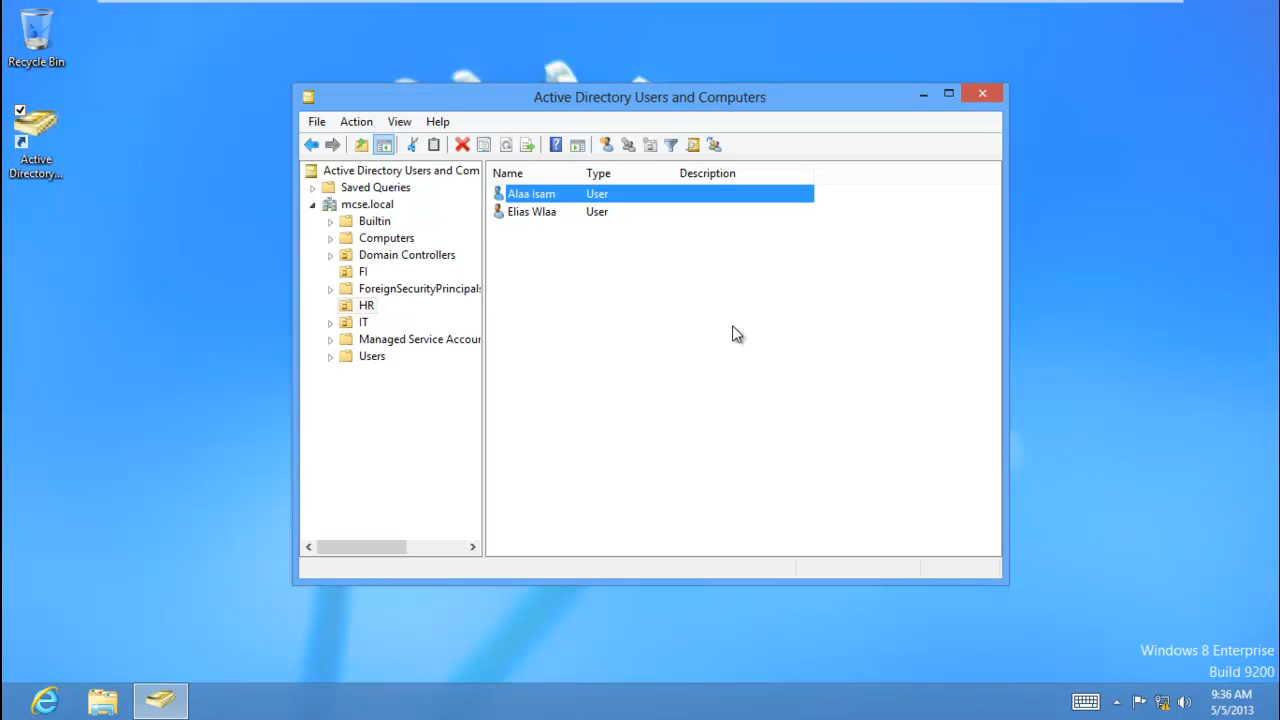 Recycle Bin
Active
Directory...
Active Directory Users and Computers
File Action View Help
Active Directory Users and Com
Saved Queries
mcse.local
Builtin
Computers
Domain Controllers
FI
ForeignSecurityPrincipals
HR
IT
Managed Service Accour
Users
Name Type Description
Alaa Isam User
Elias Wlaa User
Windows 8 Enterprise
Build 9200
9:36 AM
5/5/2013